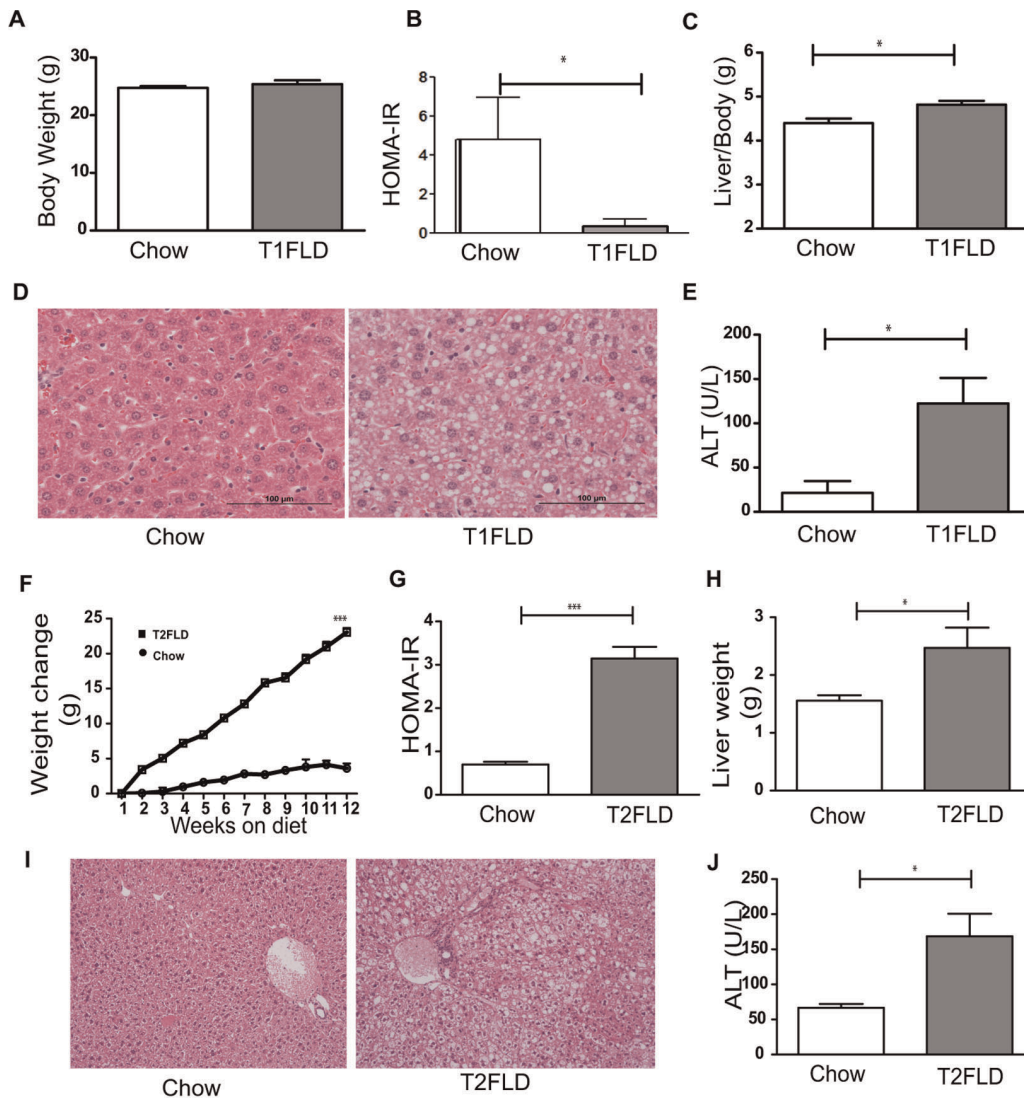 A
Body Weight (g)
30
20
10
0
Chow
T1FLD
B
HOMA-IR
8
6
4
2
0
*
Chow
T1FLD
C
Liver/Body (g)
6
5
4
3
2
*
Chow
T1FLD
D
100 µm
100 µm
Chow
T1FLD
E
ALT (U/L)
200
150
100
50
0
*
Chow
T1FLD
F
Weight change
(g)
25
20
15
10
5
0
T2FLD
Chow
***
1 2 3 4 5 6 7 8 9 10 11 12
Weeks on diet
G
HOMA-IR
4
3
2
1
0
***
Chow
T2FLD
H
Liver weight
(g)
3
2
1
0
*
Chow
T2FLD
I
Chow
T2FLD
J
ALT (U/L)
250
200
150
100
50
0
*
Chow
T2FLD